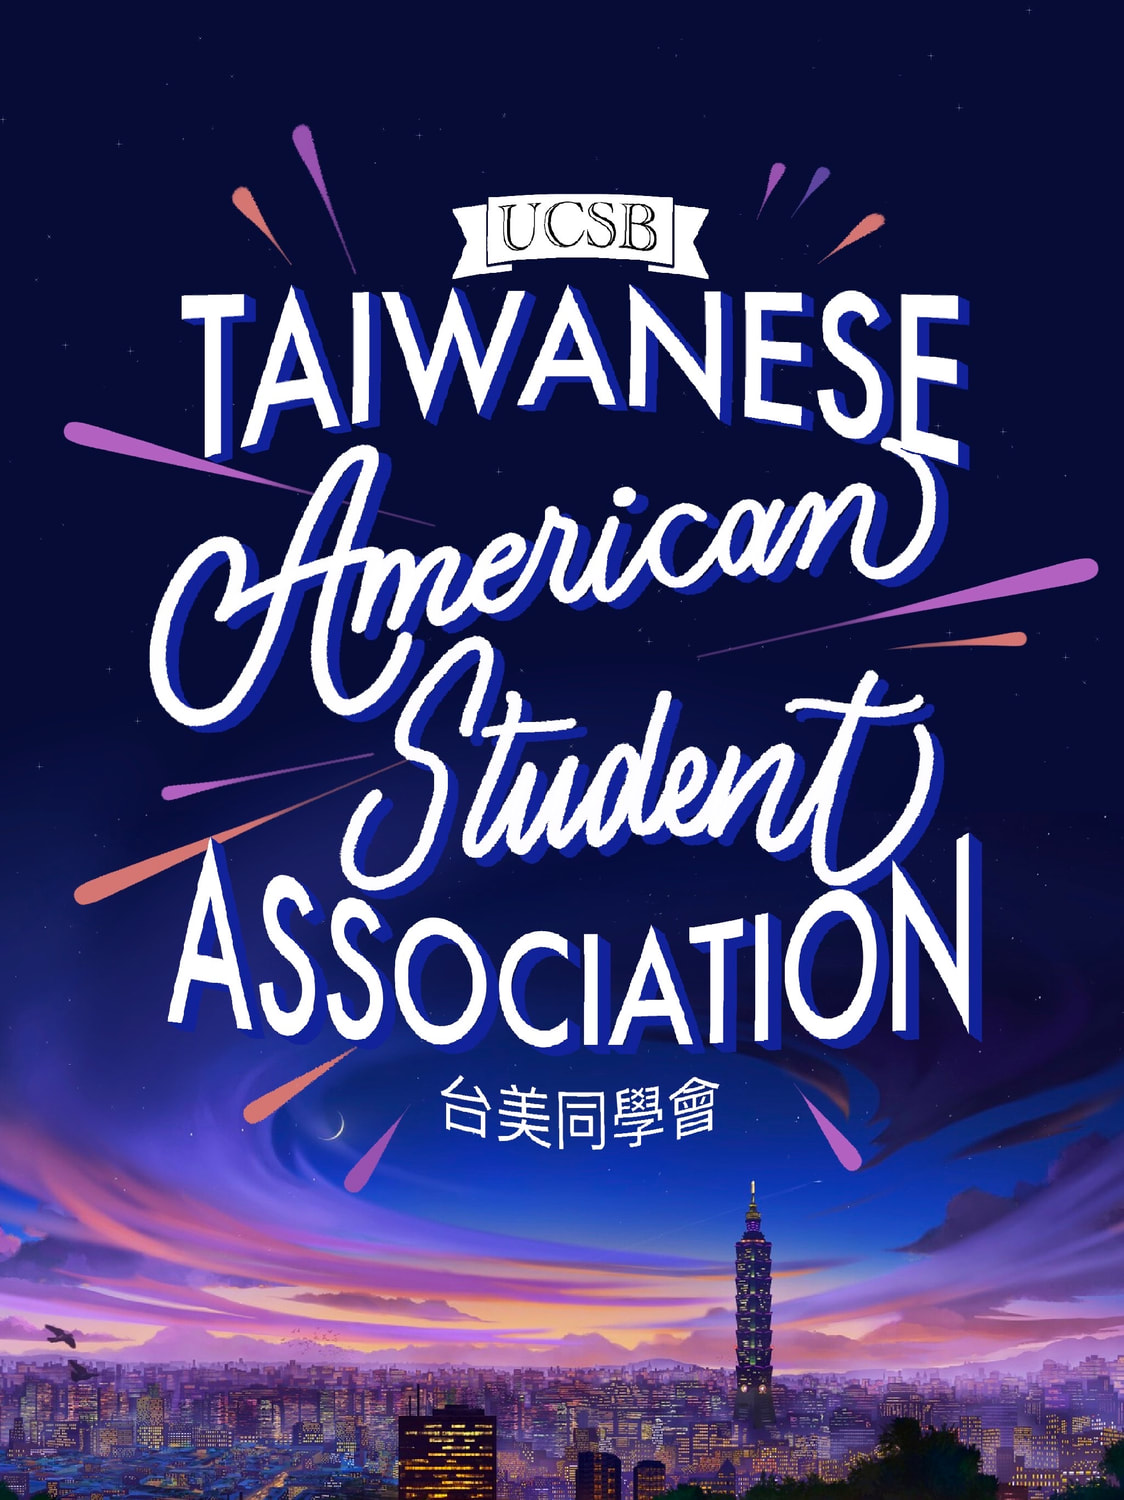 UCSB
TAIWANESE
American
Student
ASSOCIATION
台美同學會